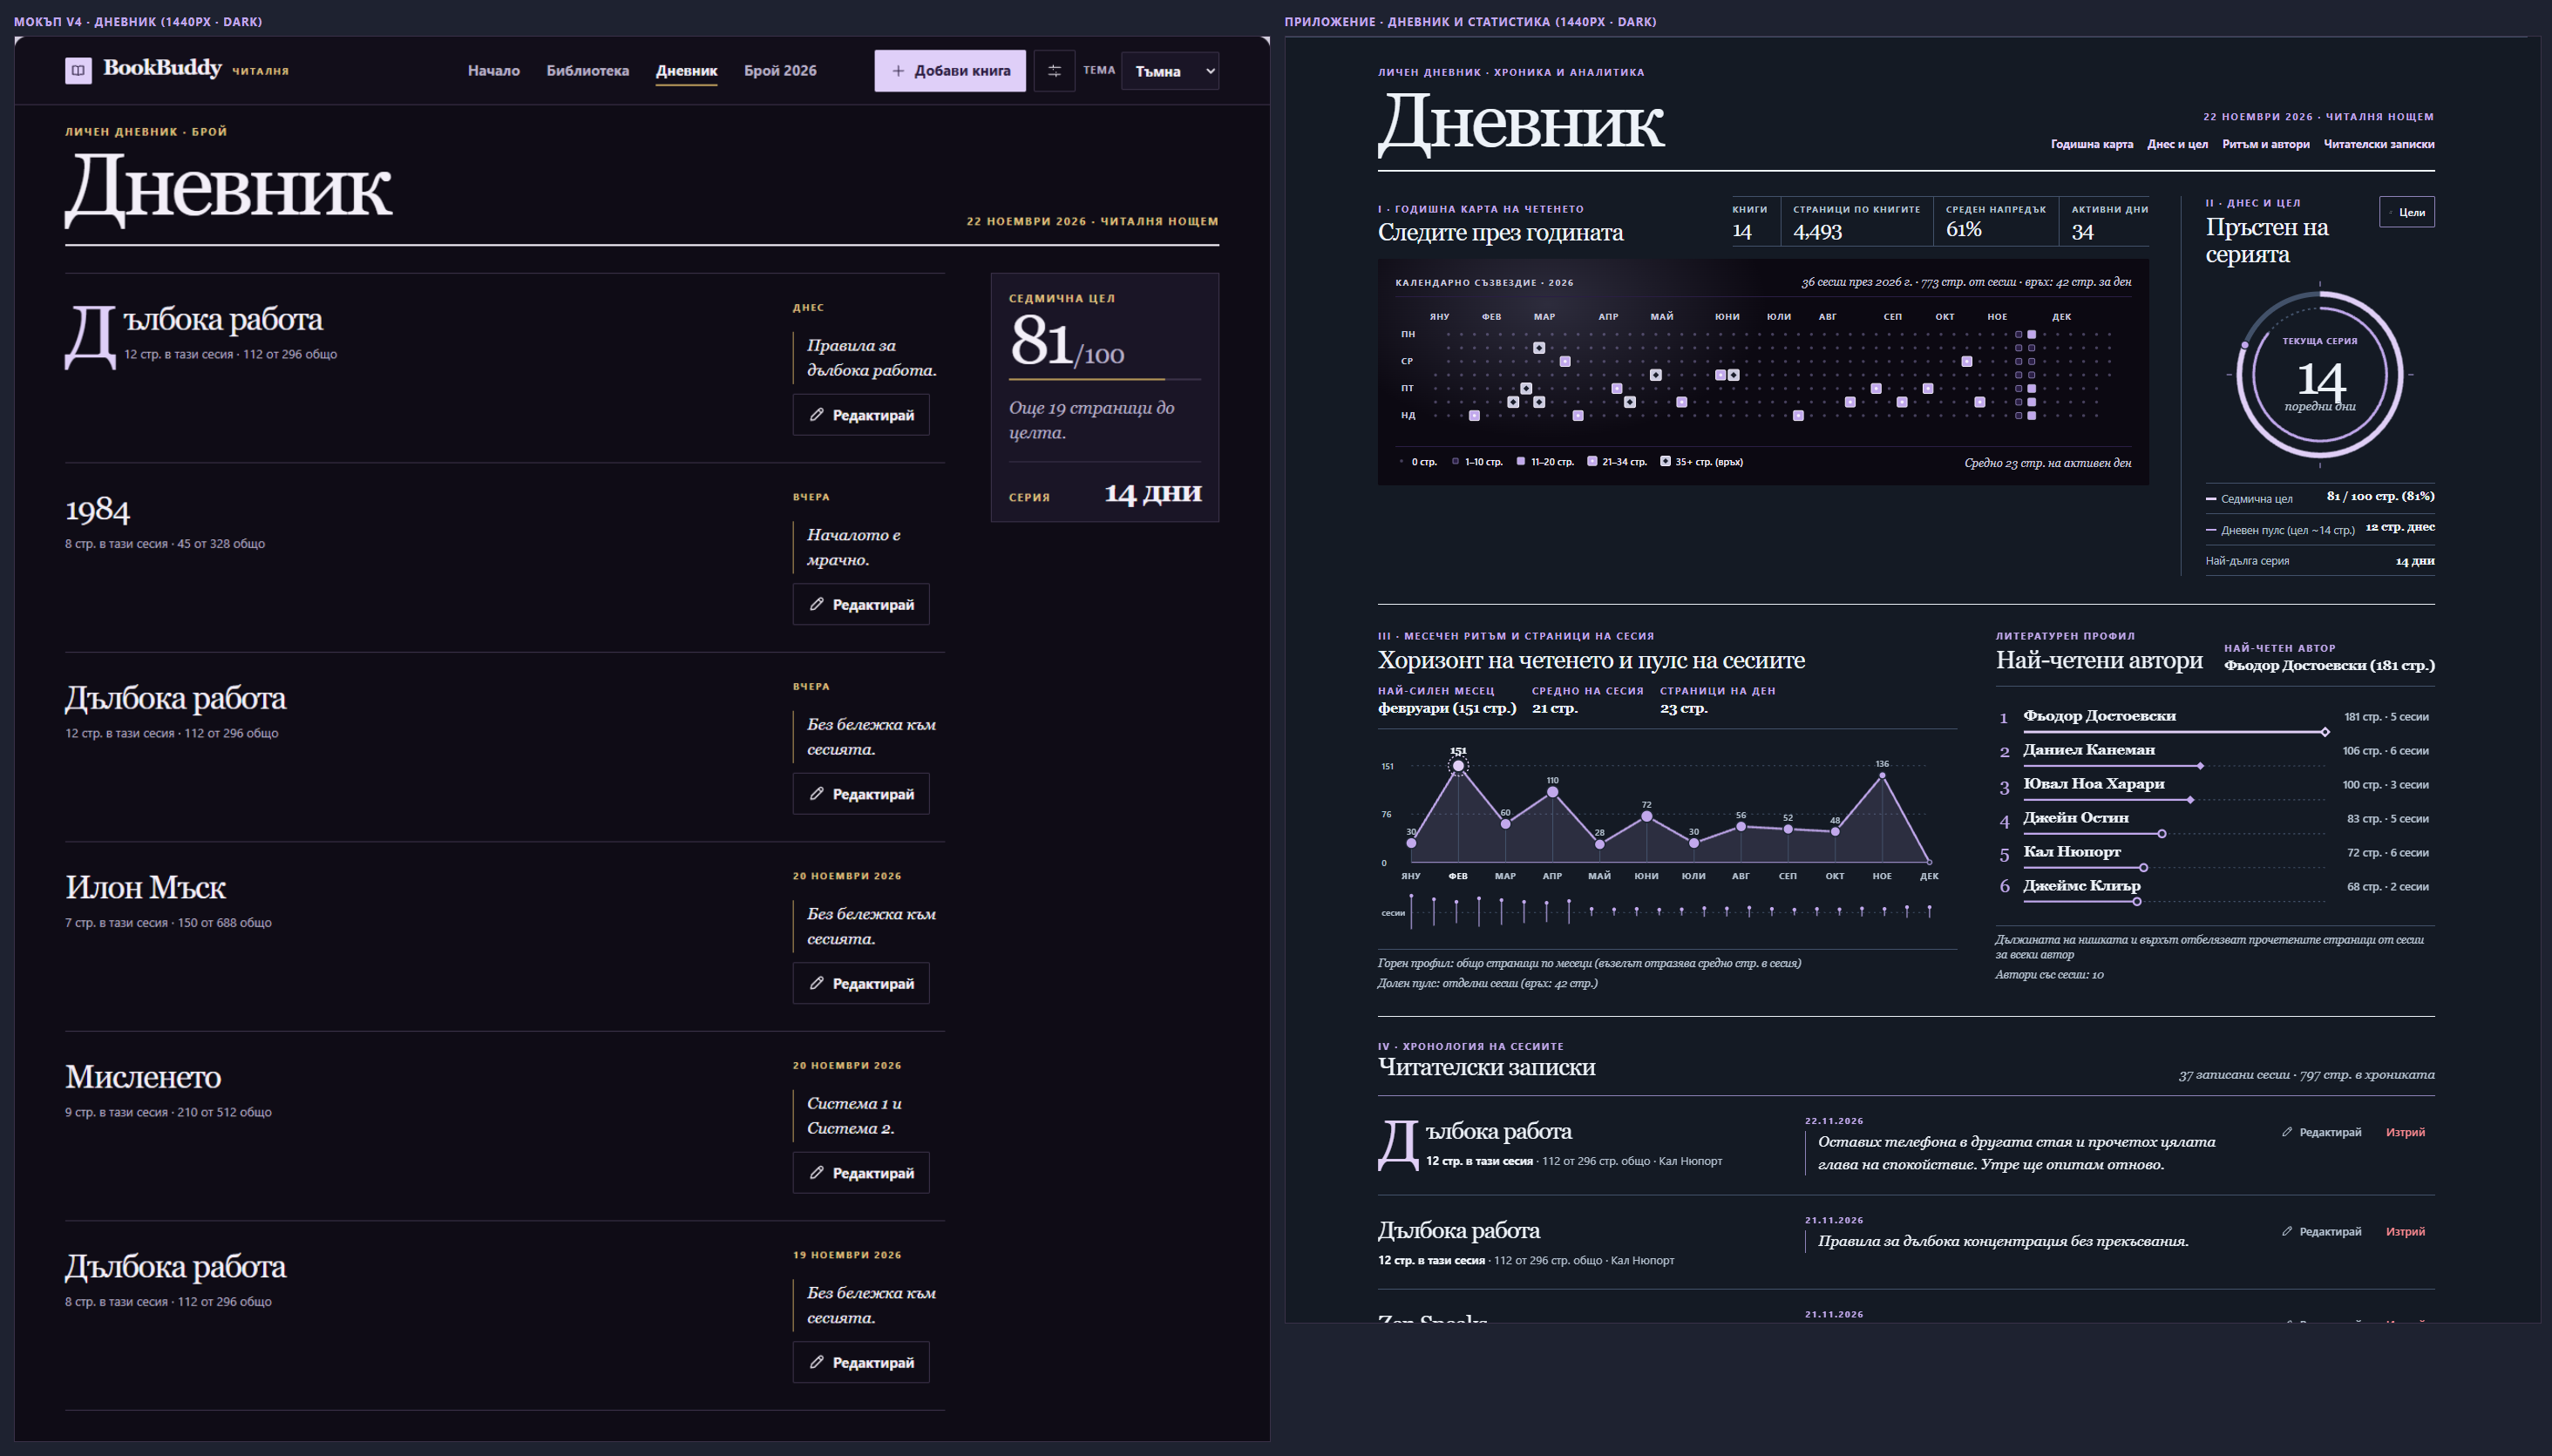 МОКЪП V4 · ДНЕВНИК (1440PX · DARK)
BookBuddy ЧИТАЛНЯ
Начало Библиотека Дневник Брой 2026
Добави книга
ТЕМА Тъмна
ЛИЧЕН ДНЕВНИК · БРОЙ
Дневник
22 НОЕМВРИ 2026 · ЧИТАЛНЯ НОЩЕМ
Дълбока работа
12 стр. в тази сесия · 112 от 296 общо
ДНЕС
Правила за
дълбока работа.
Редактирай
1984
8 стр. в тази сесия · 45 от 328 общо
ВЧЕРА
Началото е
мрачно.
Редактирай
Дълбока работа
12 стр. в тази сесия · 112 от 296 общо
ВЧЕРА
Без бележка към
сесията.
Редактирай
Илон Мъск
7 стр. в тази сесия · 150 от 688 общо
20 НОЕМВРИ 2026
Без бележка към
сесията.
Редактирай
Мисленето
9 стр. в тази сесия · 210 от 512 общо
20 НОЕМВРИ 2026
Система 1 и
Система 2.
Редактирай
Дълбока работа
8 стр. в тази сесия · 112 от 296 общо
19 НОЕМВРИ 2026
Без бележка към
сесията.
Редактирай
СЕДМИЧНА ЦЕЛ
81/100
Още 19 страници до
целта.
СЕРИЯ 14 дни
ПРИЛОЖЕНИЕ · ДНЕВНИК И СТАТИСТИКА (1440PX · DARK)
ЛИЧЕН ДНЕВНИК · ХРОНИКА И АНАЛИТИКА
Дневник
22 НОЕМВРИ 2026 · ЧИТАЛНЯ НОЩЕМ
Годишна карта Днес и цел Ритъм и автори Читателски записки
I · ГОДИШНА КАРТА НА ЧЕТЕНЕТО
Следите през годината
КНИГИ
14
СТРАНИЦИ ПО КНИГИТЕ
4,493
СРЕДЕН НАПРЕДЪК
61%
АКТИВНИ ДНИ
34
КАЛЕНДАРНО СЪЗВЕЗДИЕ · 2026
36 сесии през 2026 г. · 773 стр. от сесии · връх: 42 стр. за ден
ЯНУ ФЕВ МАР АПР МАЙ ЮНИ ЮЛИ АВГ СЕП ОКТ НОЕ ДЕК
ПН
СР
ПТ
НД
0 стр. 1–10 стр. 11–20 стр. 21–34 стр. 35+ стр. (връх)
Средно 23 стр. на активен ден
II · ДНЕС И ЦЕЛ
Пръстен на
серията
Цели
ТЕКУЩА СЕРИЯ
14
поредни дни
Седмична цел 81 / 100 стр. (81%)
Дневен пулс (цел ~14 стр.) 12 стр. днес
Най-дълга серия 14 дни
III · МЕСЕЧЕН РИТЪМ И СТРАНИЦИ НА СЕСИЯ
Хоризонт на четенето и пулс на сесиите
НАЙ-СИЛЕН МЕСЕЦ
февруари (151 стр.)
СРЕДНО НА СЕСИЯ
21 стр.
СТРАНИЦИ НА ДЕН
23 стр.
151
76
0
30 151 60 110 28 72 30 56 52 48 136
ЯНУ ФЕВ МАР АПР МАЙ ЮНИ ЮЛИ АВГ СЕП ОКТ НОЕ ДЕК
сесии
Горен профил: общо страници по месеци (възелът отразява средно стр. в сесия)
Долен пулс: отделни сесии (връх: 42 стр.)
ЛИТЕРАТУРЕН ПРОФИЛ
Най-четени автори
НАЙ-ЧЕТЕН АВТОР
Фьодор Достоевски (181 стр.)
1 Фьодор Достоевски 181 стр. · 5 сесии
2 Даниел Канеман 106 стр. · 6 сесии
3 Ювал Ноа Харари 100 стр. · 3 сесии
4 Джейн Остин 83 стр. · 5 сесии
5 Кал Нюпорт 72 стр. · 6 сесии
6 Джеймс Клиър 68 стр. · 2 сесии
Дължината на нишката и върхът отбелязват прочетените страници от сесии
за всеки автор
Автори със сесии: 10
IV · ХРОНОЛОГИЯ НА СЕСИИТЕ
Читателски записки
37 записани сесии · 797 стр. в хрониката
Дълбока работа
12 стр. в тази сесия · 112 от 296 стр. общо · Кал Нюпорт
22.11.2026
Оставих телефона в другата стая и прочетох цялата
глава на спокойствие. Утре ще опитам отново.
Редактирай Изтрий
Дълбока работа
12 стр. в тази сесия · 112 от 296 стр. общо · Кал Нюпорт
21.11.2026
Правила за дълбока концентрация без прекъсвания.
Редактирай Изтрий
Zen Speaks
21.11.2026